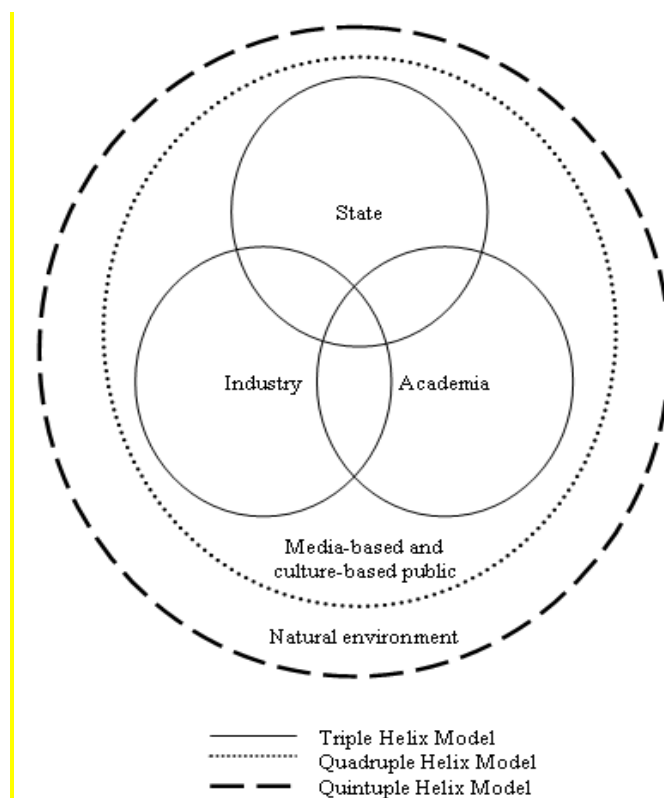 State
Industry
Academia
Media-based and
culture-based public
Natural environment
Triple Helix Model
Quadruple Helix Model
Quintuple Helix Model